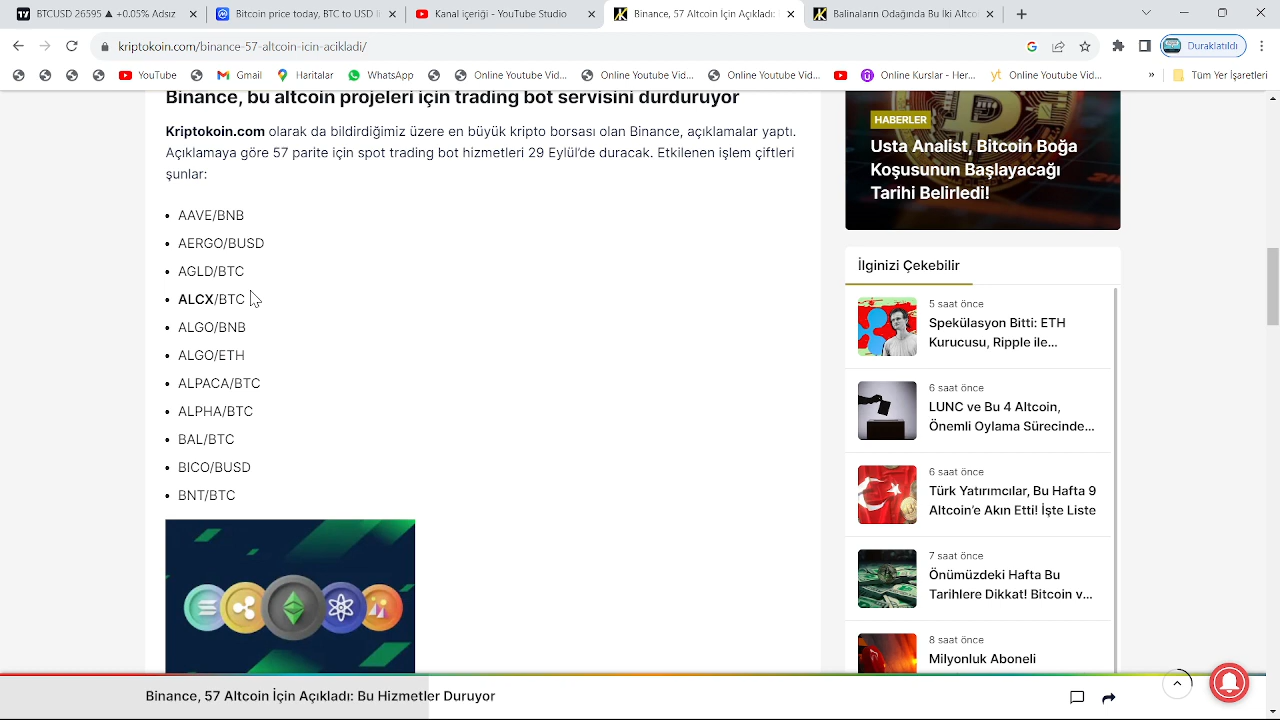 BTCUSD 26595 ▲ +0.05% Adsız
Bitcoin price today, BTC to USD li
Kanal içeriği - YouTube Studio
Binance, 57 Altcoin İçin Açıkladı:
Balinaların Odağında Bu İki Altcoi
kriptokoin.com/binance-57-altcoin-icin-acikladi/
Duraklatıldı
YouTube
Gmail
Haritalar
WhatsApp
Online Youtube Vid...
Online Youtube Vid...
Online Youtube Vid...
Online Kurslar - Her...
yt Online Youtube Vid...
»
Tüm Yer İşaretleri
Binance, bu altcoin projeleri için trading bot servisini durduruyor
Kriptokoin.com olarak da bildirdiğimiz üzere en büyük kripto borsası olan Binance, açıklamalar yaptı.
Açıklamaya göre 57 parite için spot trading bot hizmetleri 29 Eylül’de duracak. Etkilenen işlem çiftleri
şunlar:
• AAVE/BNB
• AERGO/BUSD
• AGLD/BTC
• ALCX/BTC
• ALGO/BNB
• ALGO/ETH
• ALPACA/BTC
• ALPHA/BTC
• BAL/BTC
• BICO/BUSD
• BNT/BTC
HABERLER
Usta Analist, Bitcoin Boğa
Koşusunun Başlayacağı
Tarihi Belirledi!
İlginizi Çekebilir
5 saat önce
Spekülasyon Bitti: ETH
Kurucusu, Ripple ile...
6 saat önce
LUNC ve Bu 4 Altcoin,
Önemli Oylama Sürecinde...
6 saat önce
Türk Yatırımcılar, Bu Hafta 9
Altcoin’e Akın Etti! İşte Liste
7 saat önce
Önümüzdeki Hafta Bu
Tarihlere Dikkat! Bitcoin v...
8 saat önce
Milyonluk Aboneli
Binance, 57 Altcoin İçin Açıkladı: Bu Hizmetler Duruyor